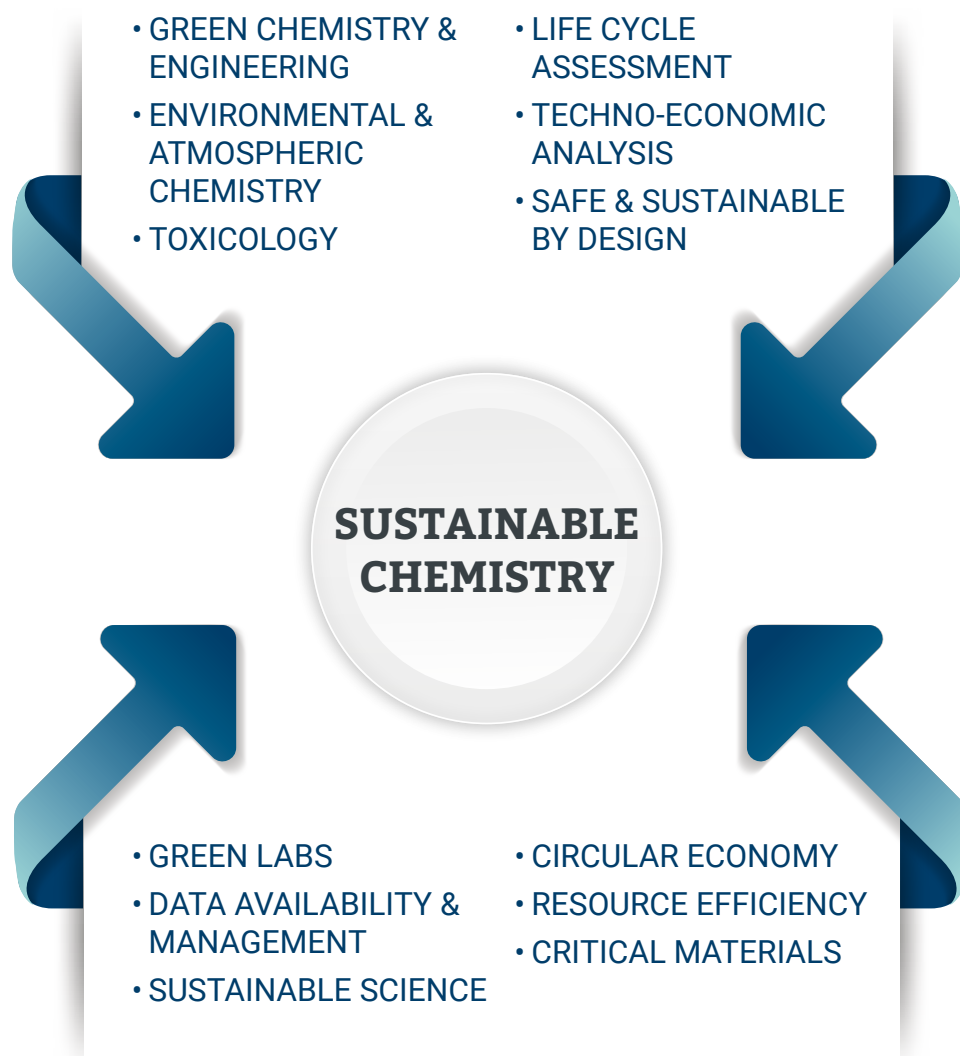 • GREEN CHEMISTRY &
ENGINEERING
• ENVIRONMENTAL &
ATMOSPHERIC
CHEMISTRY
• TOXICOLOGY
• LIFE CYCLE
ASSESSMENT
• TECHNO-ECONOMIC
ANALYSIS
• SAFE & SUSTAINABLE
BY DESIGN
SUSTAINABLE
CHEMISTRY
• GREEN LABS
• DATA AVAILABILITY &
MANAGEMENT
• SUSTAINABLE SCIENCE
• CIRCULAR ECONOMY
• RESOURCE EFFICIENCY
• CRITICAL MATERIALS